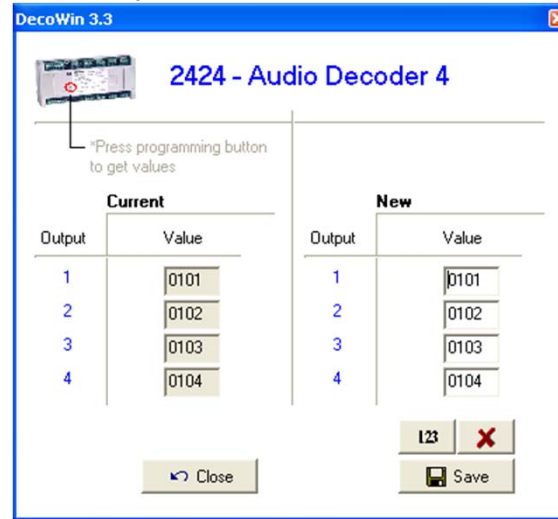 DecoWin 3.3
2424 - Audio Decoder 4
*Press programming button
to get values
Current
New
Output Value Output Value
1 0101 1 0101
2 0102 2 0102
3 0103 3 0103
4 0104 4 0104
123
Close Save